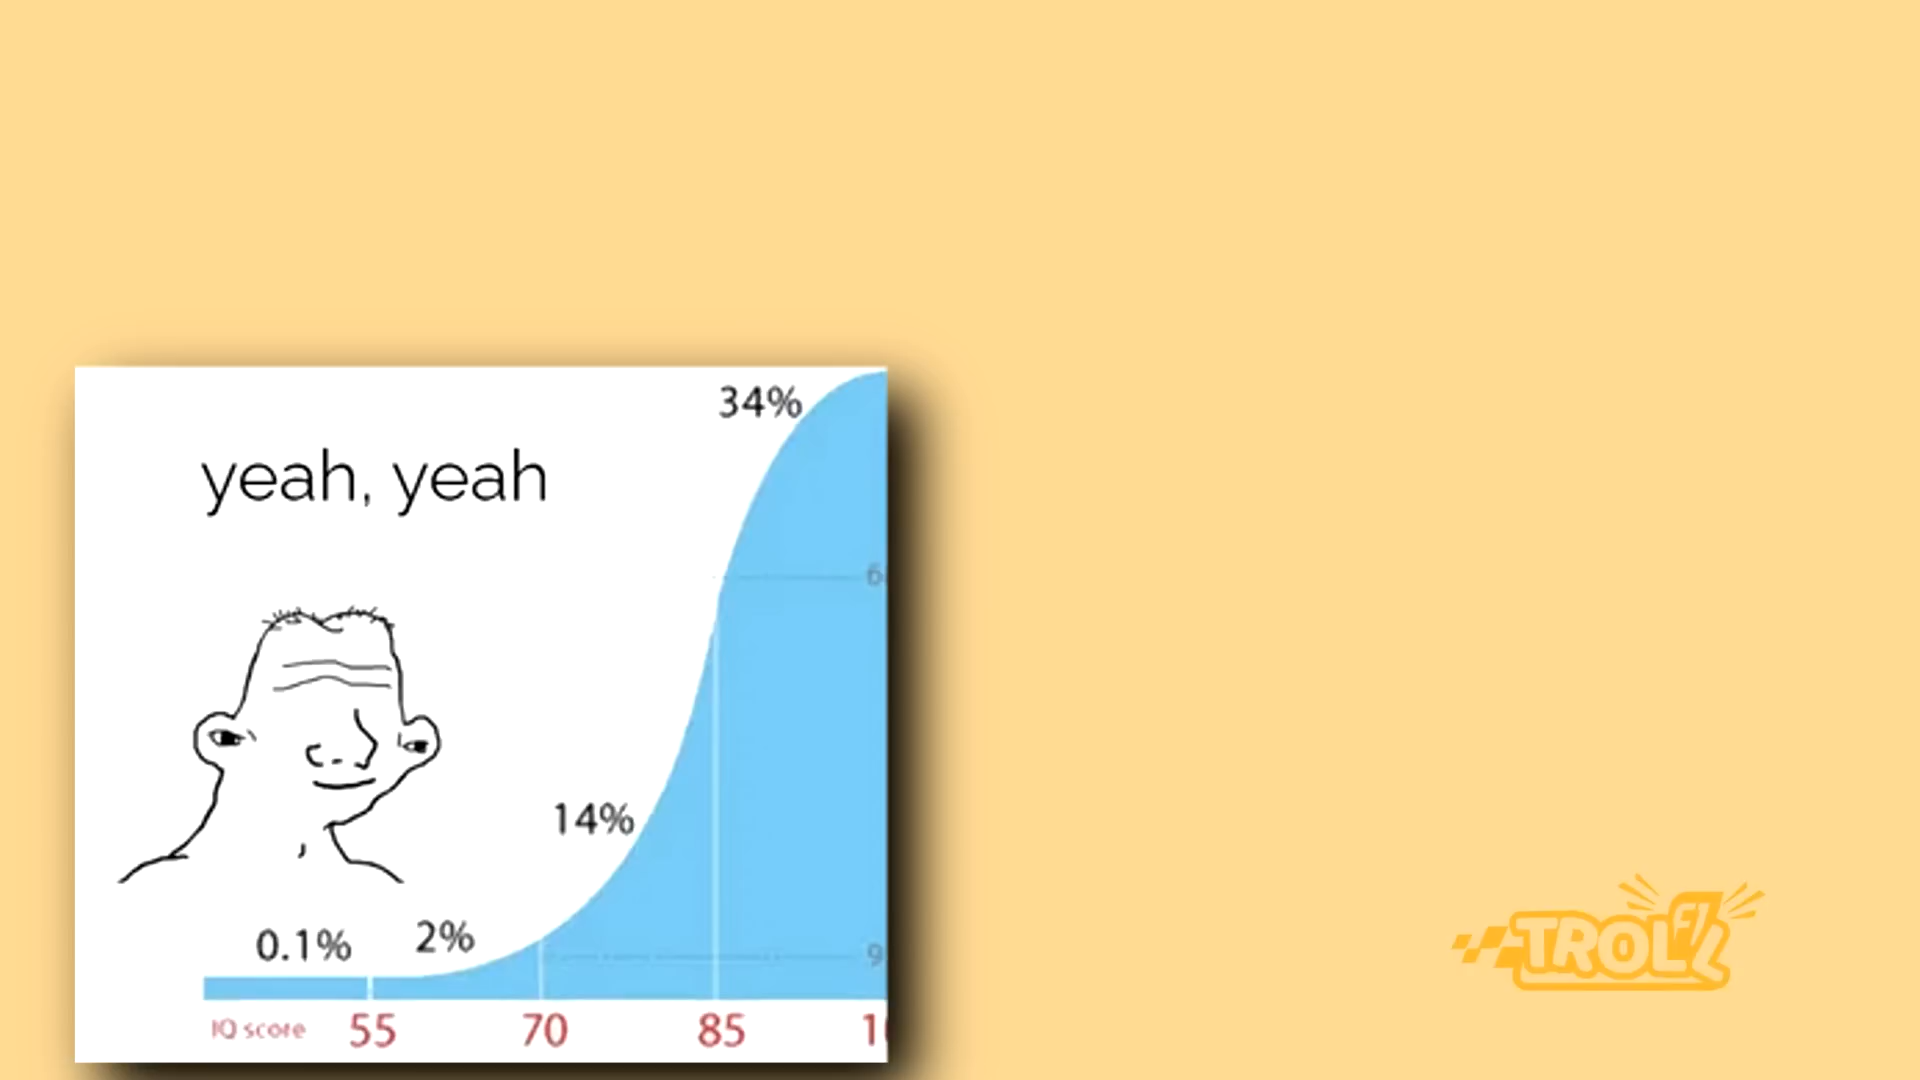 34%
yeah, yeah
14%
0.1%
2%
IQ score 55 70 85
TROLL